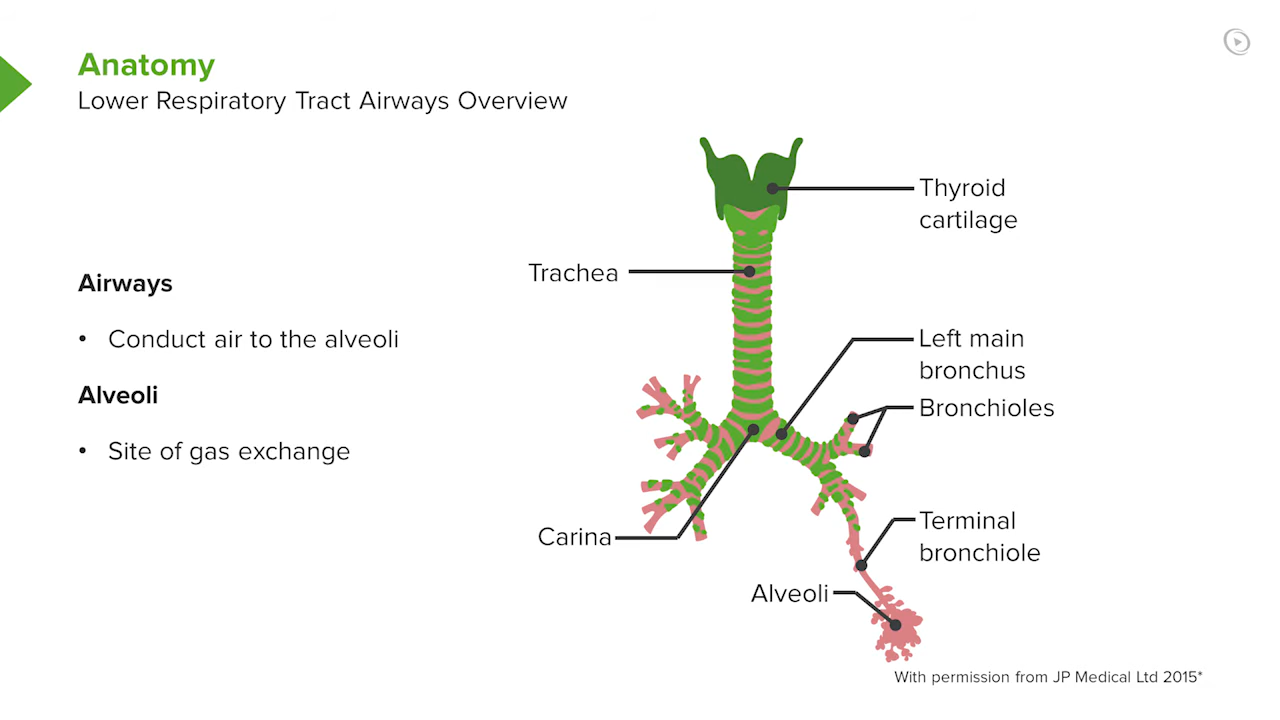 Anatomy
Lower Respiratory Tract Airways Overview
Airways
• Conduct air to the alveoli
Alveoli
• Site of gas exchange
Thyroid
cartilage
Trachea
Left main
bronchus
Bronchioles
Carina
Terminal
bronchiole
Alveoli
With permission from JP Medical Ltd 2015*